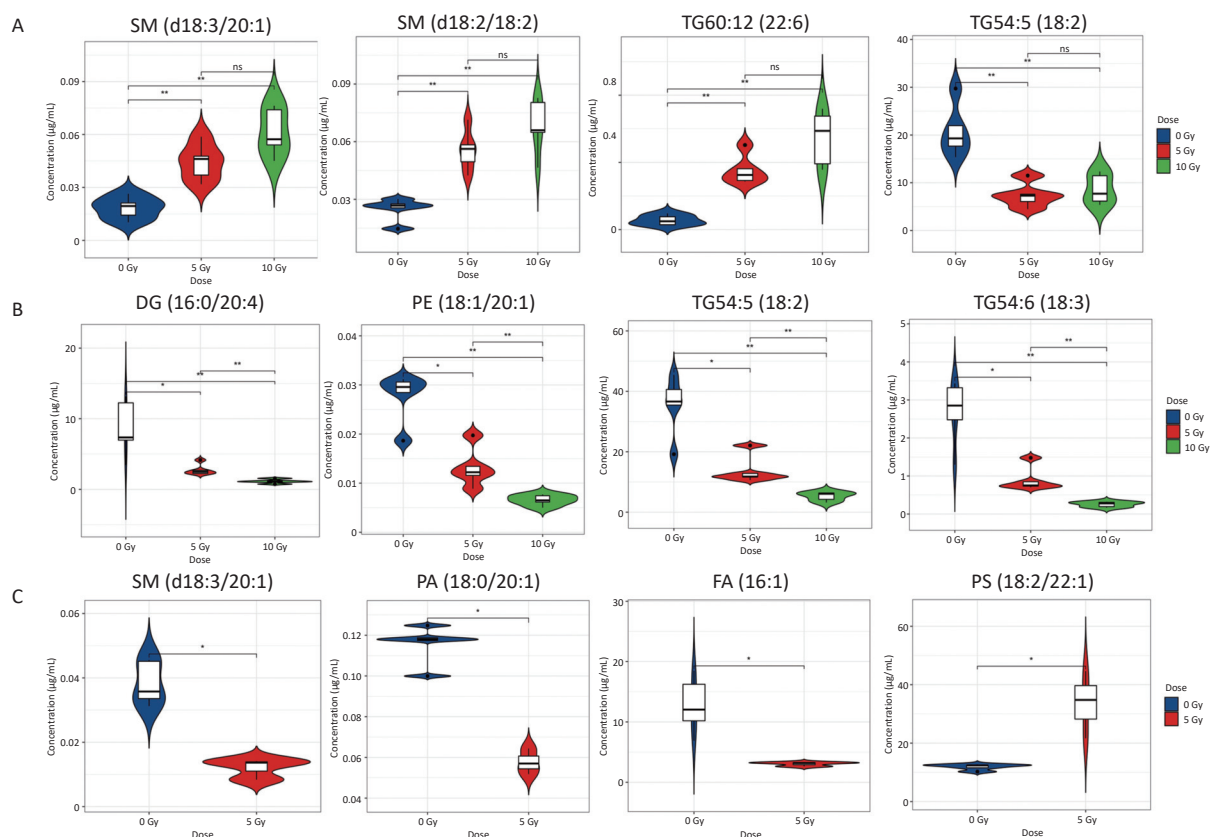 A
SM (d18:3/20:1)
SM (d18:2/18:2)
TG60:12 (22:6)
TG54:5 (18:2)
Concentration (µg/mL)
0.09
0.06
0.03
0
ns
**
**
0 Gy
5 Gy
10 Gy
Dose
Concentration (µg/mL)
0.09
0.06
0.03
0
ns
**
**
0 Gy
5 Gy
10 Gy
Dose
Concentration (µg/mL)
0.8
0.4
0
ns
**
**
0 Gy
5 Gy
10 Gy
Dose
Concentration (µg/mL)
40
30
20
10
0
ns
**
**
0 Gy
5 Gy
10 Gy
Dose
Dose
0 Gy
5 Gy
10 Gy
B
DG (16:0/20:4)
PE (18:1/20:1)
TG54:5 (18:2)
TG54:6 (18:3)
Concentration (µg/mL)
20
10
0
**
**
*
0 Gy
5 Gy
10 Gy
Dose
Concentration (µg/mL)
0.04
0.03
0.02
0.01
0
**
**
*
0 Gy
5 Gy
10 Gy
Dose
Concentration (µg/mL)
60
40
20
0
**
**
*
0 Gy
5 Gy
10 Gy
Dose
Concentration (µg/mL)
5
4
3
2
1
0
**
**
*
0 Gy
5 Gy
10 Gy
Dose
Dose
0 Gy
5 Gy
10 Gy
C
SM (d18:3/20:1)
PA (18:0/20:1)
FA (16:1)
PS (18:2/22:1)
Concentration (µg/mL)
0.06
0.04
0.02
0
*
0 Gy
5 Gy
Dose
Concentration (µg/mL)
0.12
0.10
0.08
0.06
0.04
*
0 Gy
5 Gy
Dose
Concentration (µg/mL)
30
20
10
0
*
0 Gy
5 Gy
Dose
Concentration (µg/mL)
60
40
20
0
*
0 Gy
5 Gy
Dose
Dose
0 Gy
5 Gy